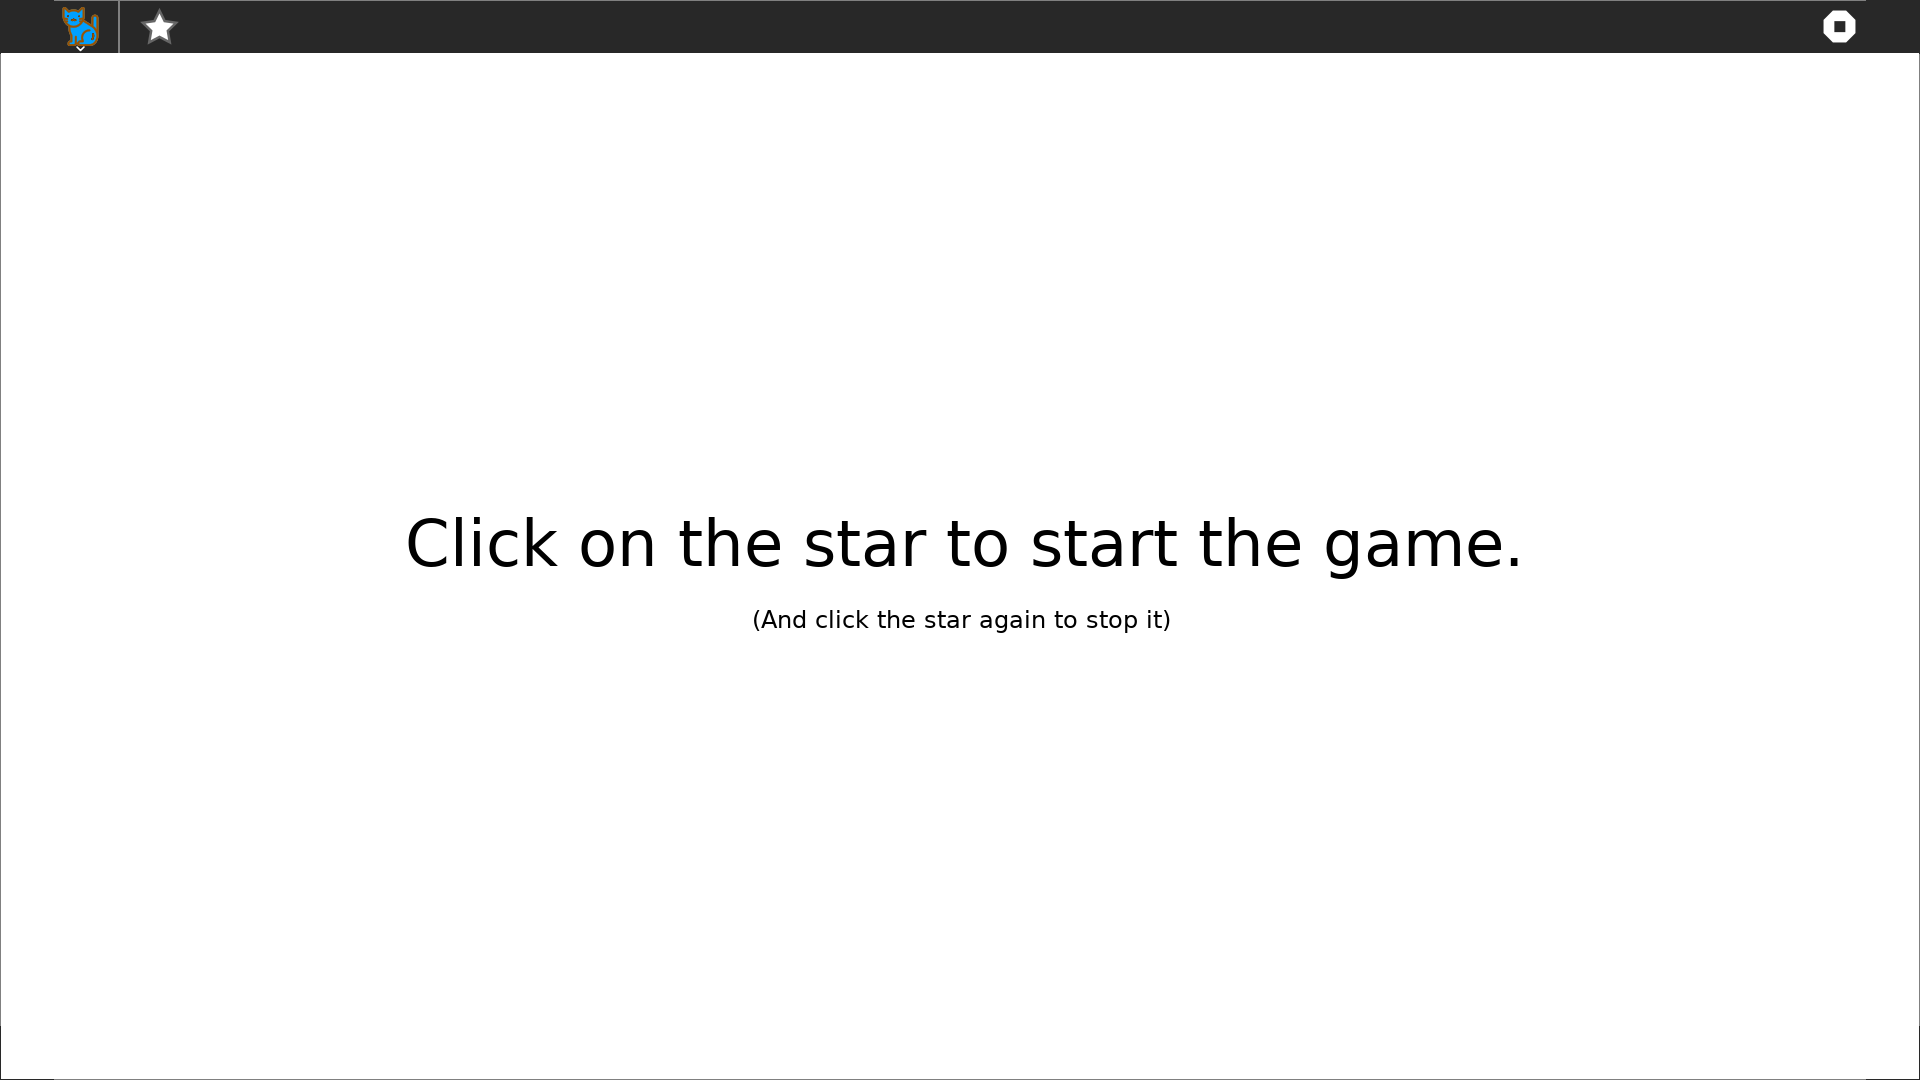 Click on the star to start the game.
(And click the star again to stop it)